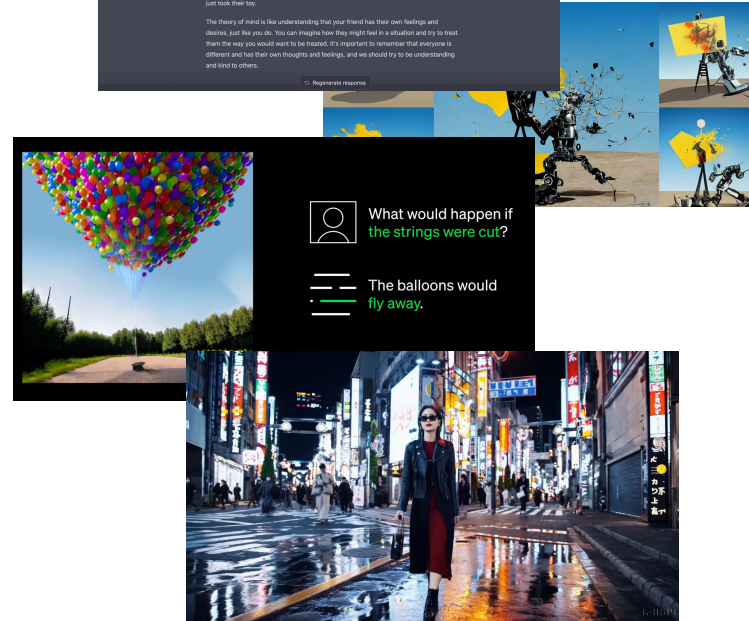 just took their toy.
The theory of mind is like understanding that your friend has their own feelings and
desires, just like you do. You can imagine how they might feel in a situation and try to treat
them the way you would want to be treated. It's important to remember that everyone is
different and has their own thoughts and feelings, and we should try to be understanding
and kind to others.
Regenerate response
What would happen if
the strings were cut?
The balloons would
fly away.